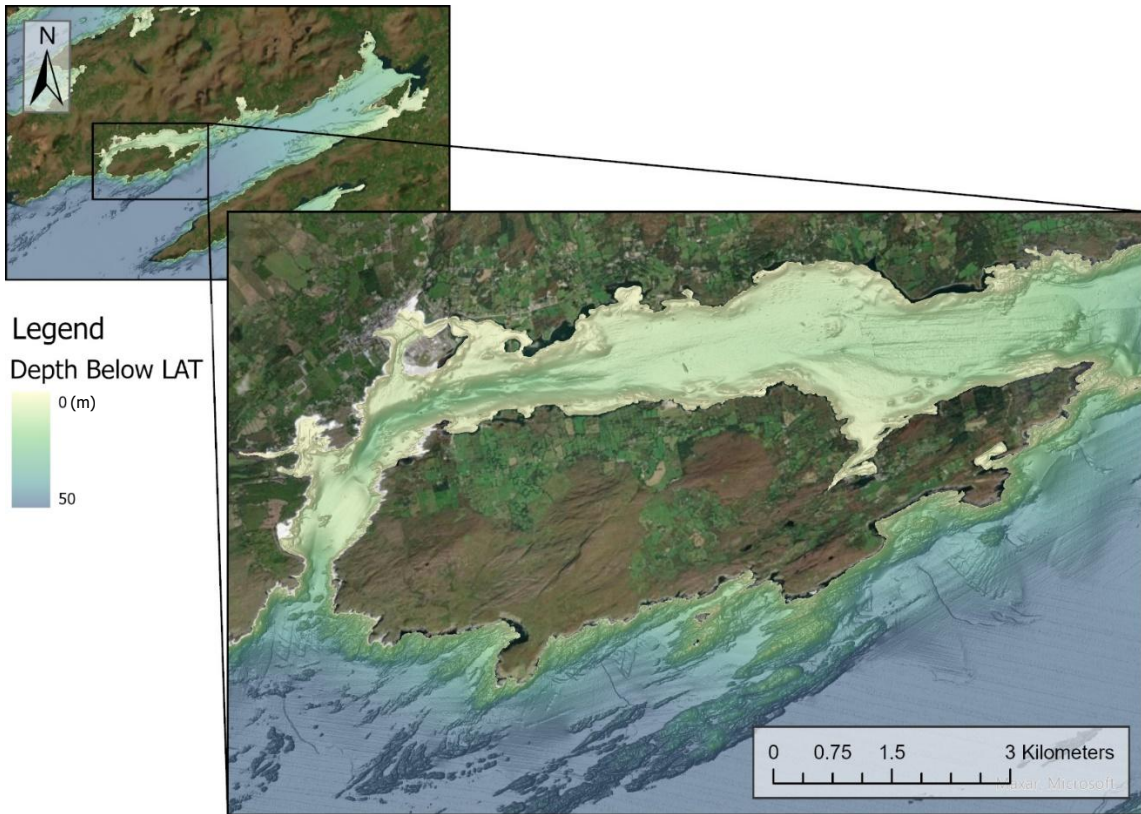 N
Legend
Depth Below LAT
0 (m)
50
0 0.75 1.5 3 Kilometers
Maxar, Microsoft